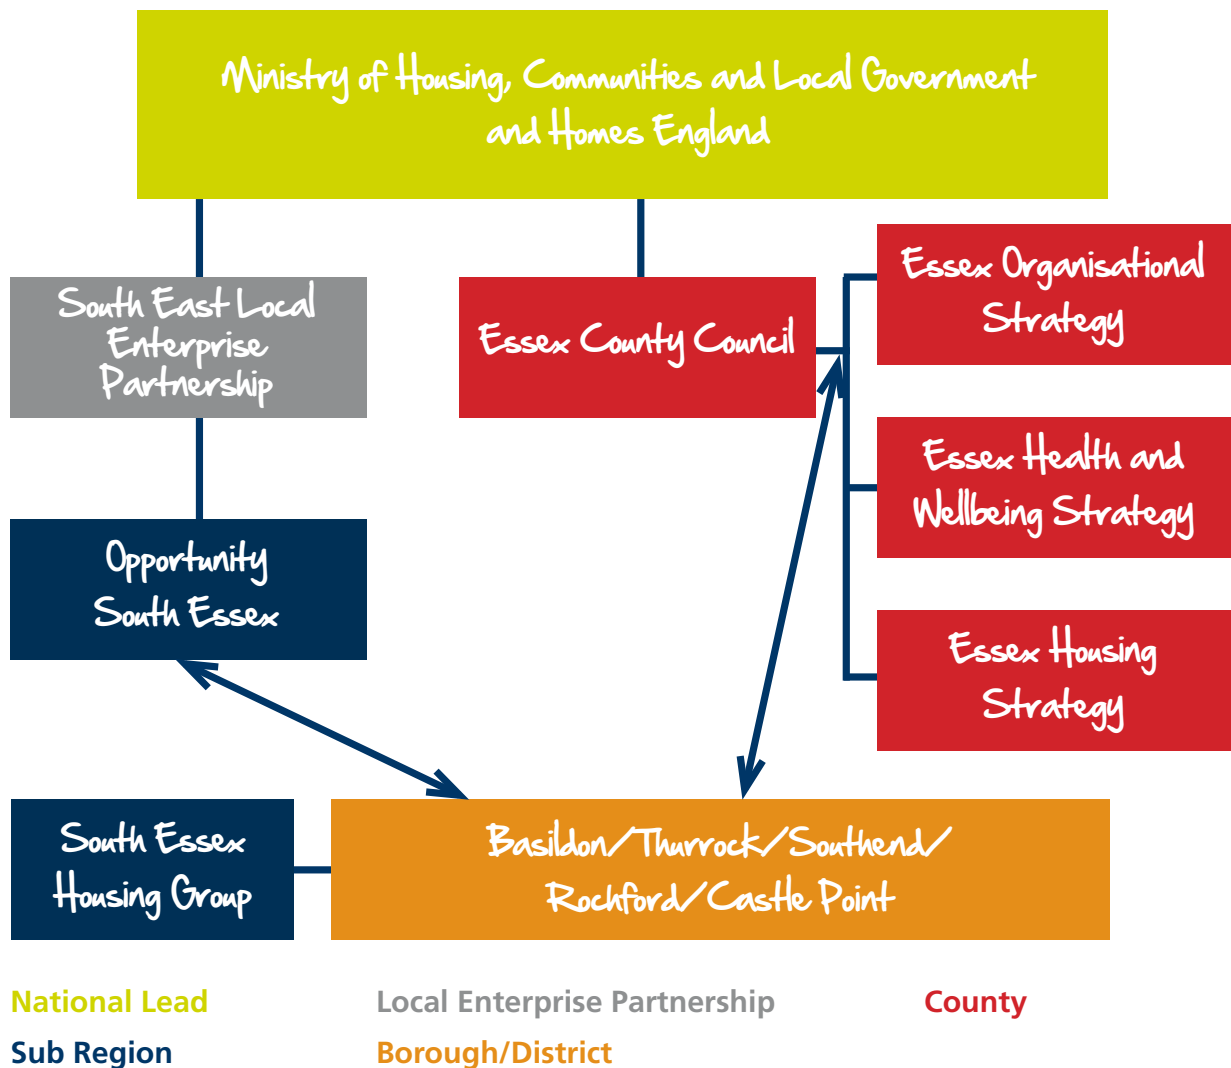 Ministry of Housing, Communities and Local Government
and Homes England
South East Local
Enterprise
Partnership
Essex County Council
Essex Organisational
Strategy
Essex Health and
Wellbeing Strategy
Opportunity
South Essex
Essex Housing
Strategy
South Essex
Housing Group
Basildon/Thurrock/Southend/
Rochford/Castle Point
National Lead
Local Enterprise Partnership
County
Sub Region
Borough/District